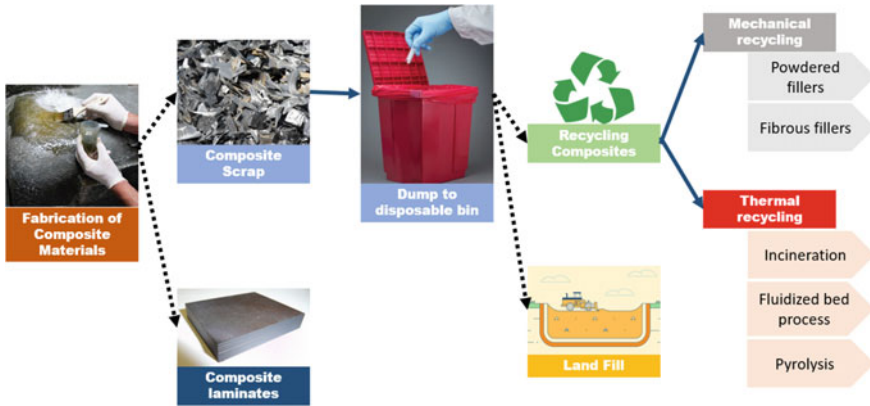 Fabrication of
Composite
Materials
Composite
Scrap
Composite
laminates
Dump to
disposable bin
Recycling
Composites
Land Fill
Mechanical
recycling
Powdered
fillers
Fibrous fillers
Thermal
recycling
Incineration
Fluidized bed
process
Pyrolysis